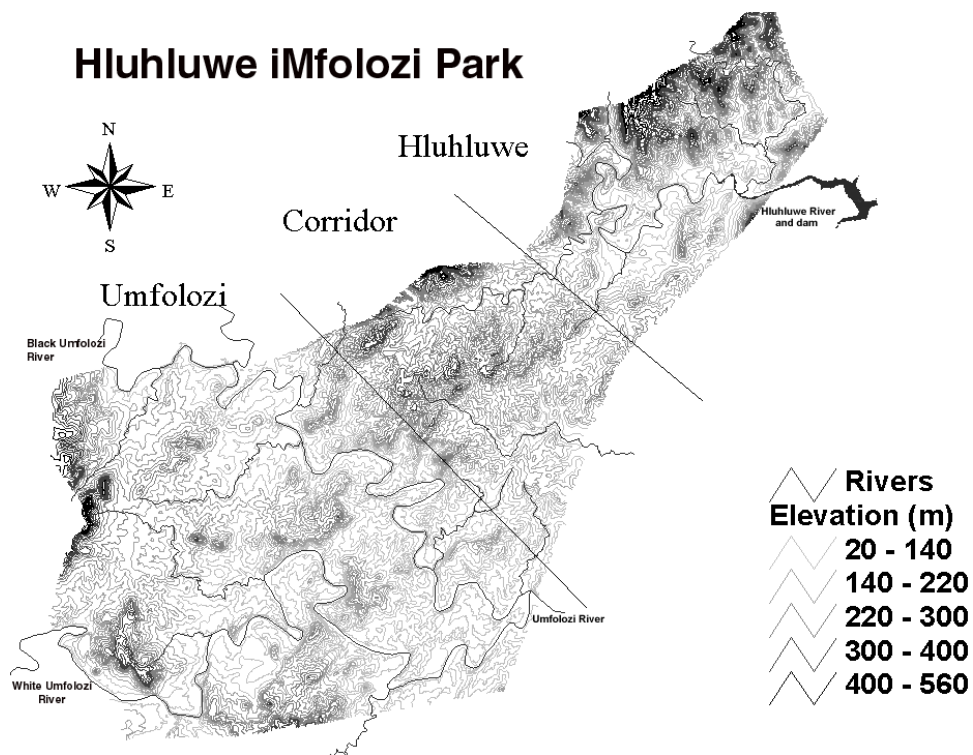 Hluhluwe iMfolozi Park
N
W
E
S
Hluhluwe
Corridor
Umfolozi
Hluhluwe River
and dam
Black Umfolozi
River
Umfolozi River
White Umfolozi
River
Rivers
Elevation (m)
20 - 140
140 - 220
220 - 300
300 - 400
400 - 560